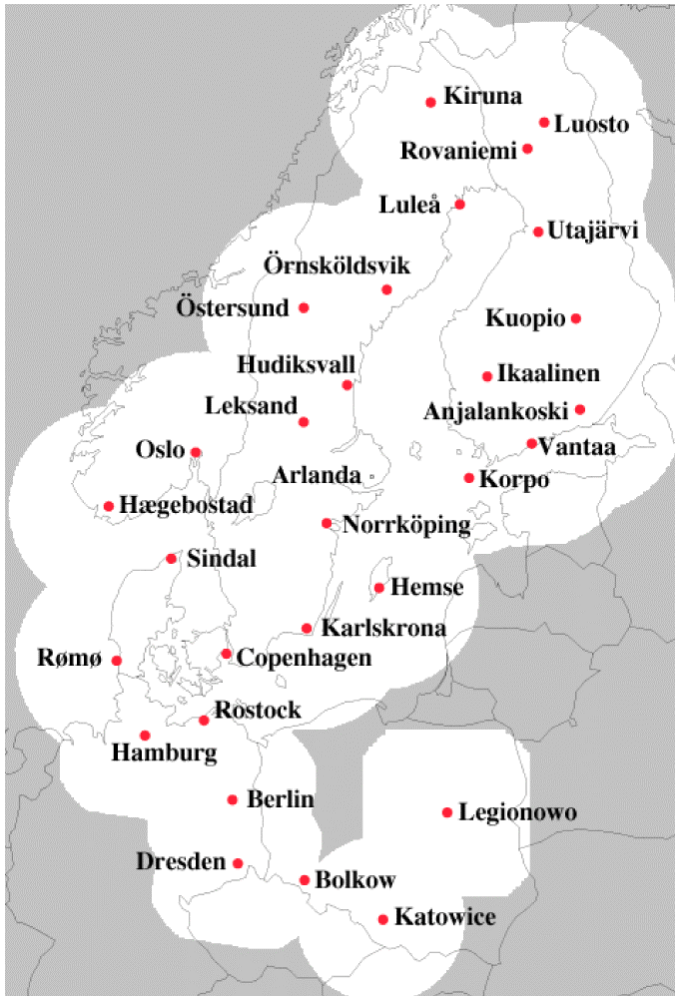 Kiruna
Luosto
Rovaniemi
Luleå
Utajärvi
Örnsköldsvik
Östersund
Kuopio
Hudiksvall
Ikaalinen
Leksand
Anjalankoski
Oslo
Vantaa
Arlanda
Korpo
Hægebostad
Norrköping
Sindal
Hemse
Karlskrona
Rømø
Copenhagen
Rostock
Hamburg
Berlin
Legionowo
Dresden
Bolkow
Katowice